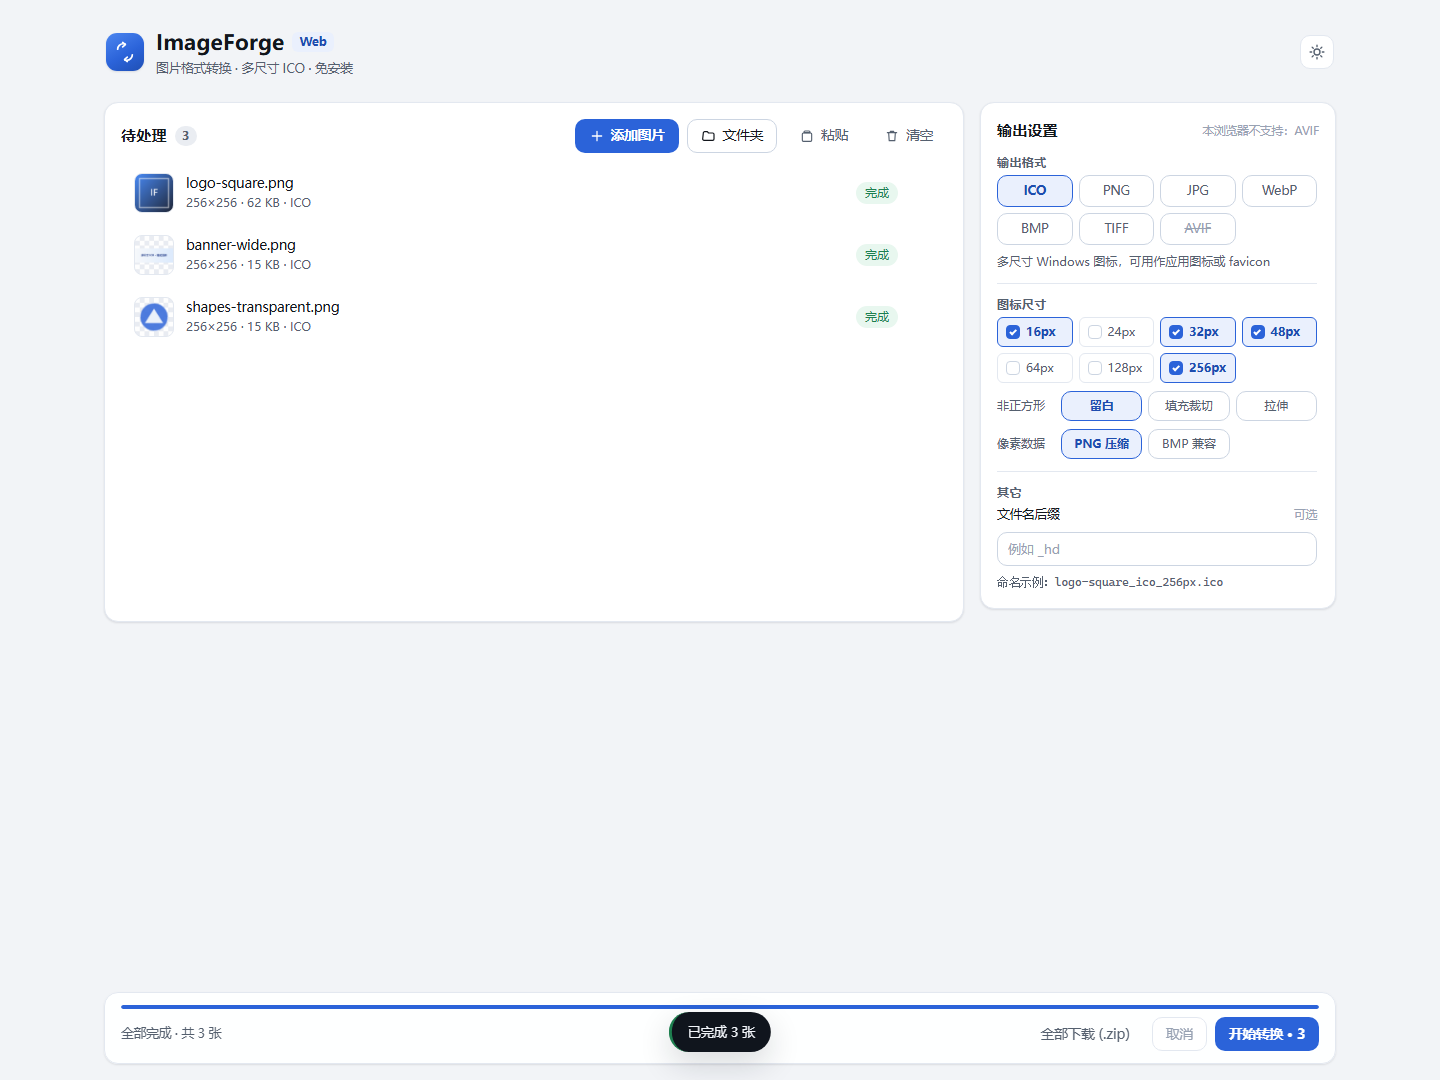 ImageForge Web
图片格式转换 · 多尺寸 ICO · 免安装
待处理 3
添加图片
文件夹
粘贴
清空
IF
logo-square.png
256×256 · 62 KB · ICO
完成
banner-wide.png
256×256 · 15 KB · ICO
完成
shapes-transparent.png
256×256 · 15 KB · ICO
完成
输出设置
本浏览器不支持：AVIF
输出格式
ICO PNG JPG WebP
BMP TIFF AVIF
多尺寸 Windows 图标，可用作应用图标或 favicon
图标尺寸
16px 24px 32px 48px
64px 128px 256px
非正方形 留白 填充裁切 拉伸
像素数据 PNG 压缩 BMP 兼容
其它
文件名后缀 可选
例如 _hd
命名示例：logo-square_ico_256px.ico
全部完成 · 共 3 张
已完成 3 张
全部下载 (.zip)
取消
开始转换 • 3